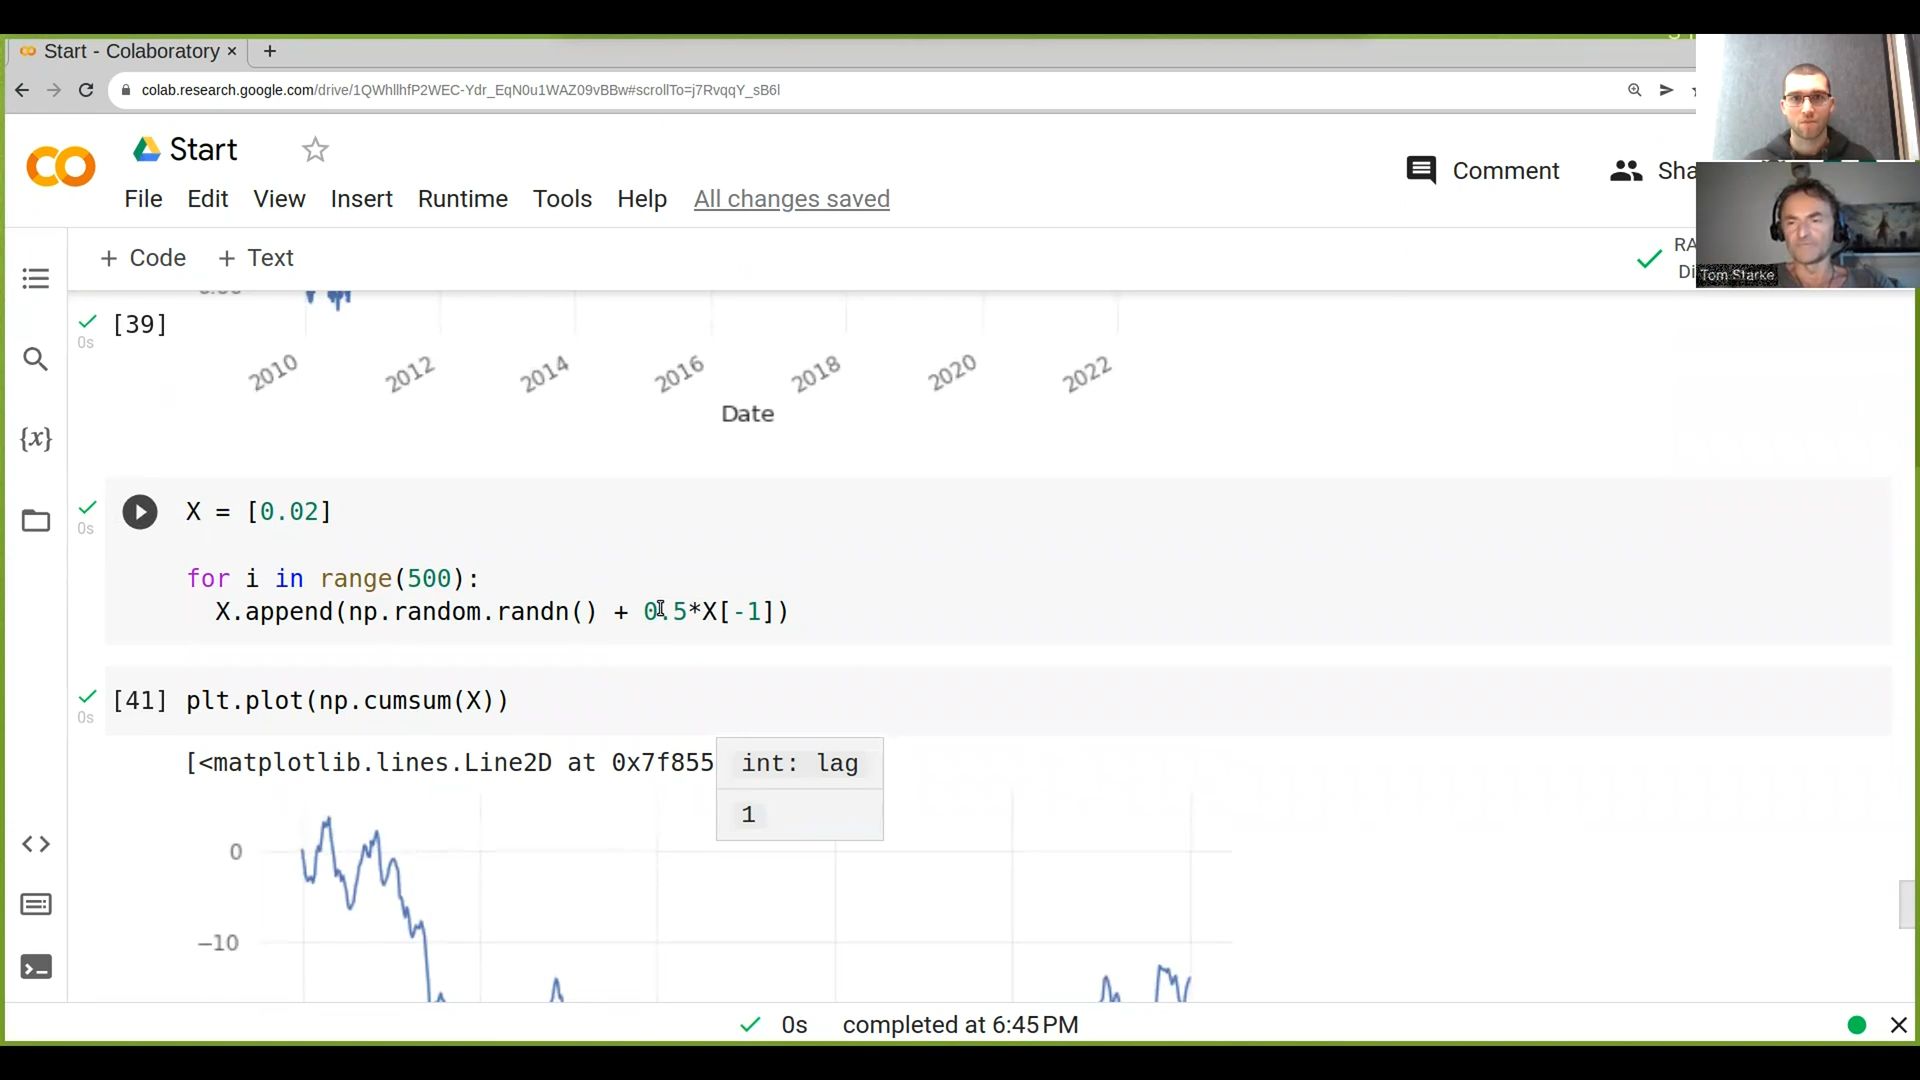 Start - Colaboratory × +
colab.research.google.com/drive/1QWhllhfP2WEC-Ydr_EqN0u1WAZ09vBBw#scrollTo=j7RvqqY_sB6l
Start
File Edit View Insert Runtime Tools Help All changes saved
Comment
Sha
+ Code + Text
RA
Di
Tom Starke
[39]
0s
2010 2012 2014 2016 2018 2020 2022
Date
{x}
X = [0.02]
0s
for i in range(500):
X.append(np.random.randn() + 0.5*X[-1])
[41] plt.plot(np.cumsum(X))
0s
[<matplotlib.lines.Line2D at 0x7f855
int: lag
1
0
−10
0s completed at 6:45 PM